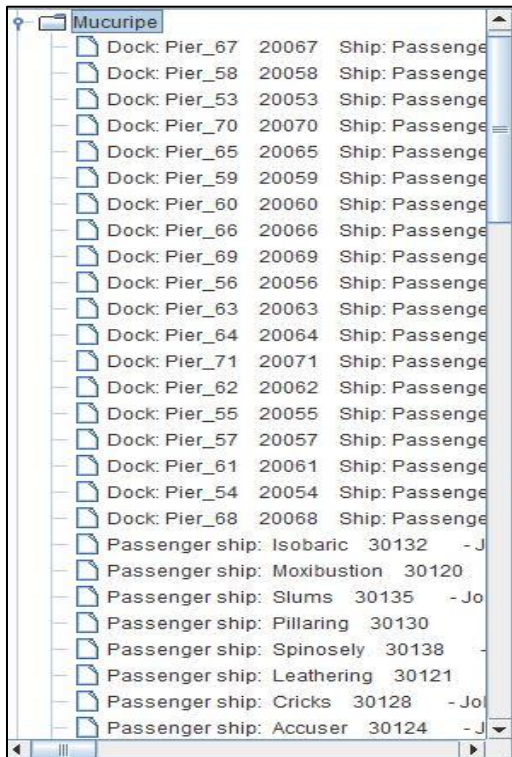 Mucuripe
Dock: Pier_67 20067 Ship: Passenge
Dock: Pier_58 20058 Ship: Passenge
Dock: Pier_53 20053 Ship: Passenge
Dock: Pier_70 20070 Ship: Passenge
Dock: Pier_65 20065 Ship: Passenge
Dock: Pier_59 20059 Ship: Passenge
Dock: Pier_60 20060 Ship: Passenge
Dock: Pier_66 20066 Ship: Passenge
Dock: Pier_69 20069 Ship: Passenge
Dock: Pier_56 20056 Ship: Passenge
Dock: Pier_63 20063 Ship: Passenge
Dock: Pier_64 20064 Ship: Passenge
Dock: Pier_71 20071 Ship: Passenge
Dock: Pier_62 20062 Ship: Passenge
Dock: Pier_55 20055 Ship: Passenge
Dock: Pier_57 20057 Ship: Passenge
Dock: Pier_61 20061 Ship: Passenge
Dock: Pier_54 20054 Ship: Passenge
Dock: Pier_68 20068 Ship: Passenge
Passenger ship: Isobaric 30132 - J
Passenger ship: Moxibustion 30120
Passenger ship: Slums 30135 - Jo
Passenger ship: Pillaring 30130
Passenger ship: Spinosely 30138 -
Passenger ship: Leathering 30121
Passenger ship: Cricks 30128 - Jol
Passenger ship: Accuser 30124 - J